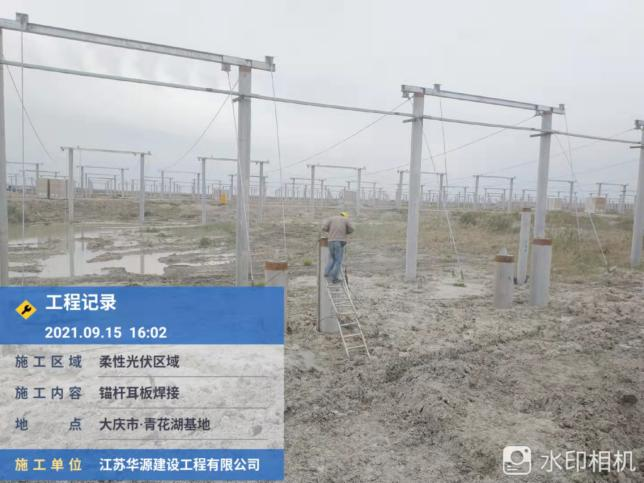 工程记录
2021.09.15 16:02
施工区域 柔性光伏区域
施工内容 锚杆耳板焊接
地点 大庆市·青花湖基地
施工单位 江苏华源建设工程有限公司
水印相机